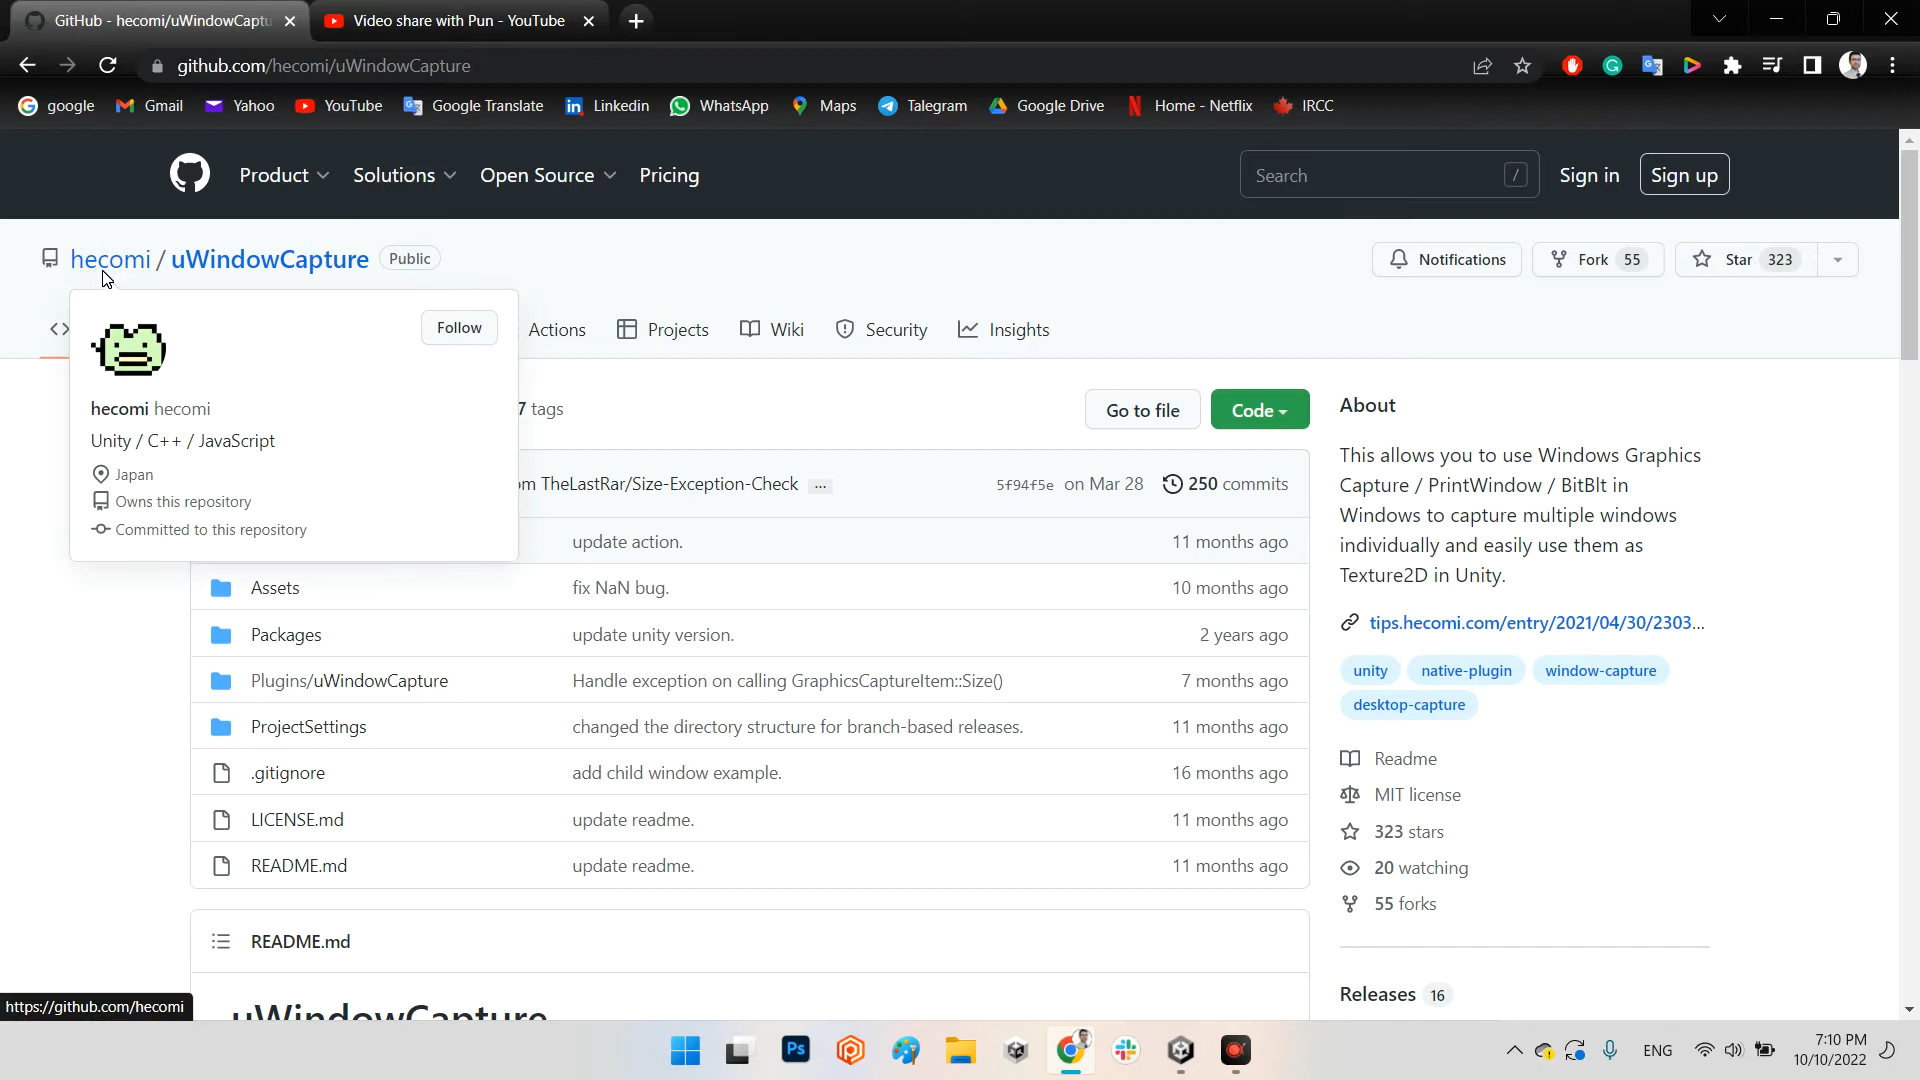 GitHub - hecomi/uWindowCaptu
Video share with Pun - YouTube
github.com/hecomi/uWindowCapture
google
Gmail
Yahoo
YouTube
Google Translate
Linkedin
WhatsApp
Maps
Talegram
Google Drive
Home - Netflix
IRCC
Product
Solutions
Open Source
Pricing
Search /
Sign in
Sign up
hecomi / uWindowCapture Public
Notifications
Fork 55
Star 323
Actions
Projects
Wiki
Security
Insights
Follow
hecomi hecomi
Unity / C++ / JavaScript
Japan
Owns this repository
Committed to this repository
7 tags
Go to file
Code
om TheLastRar/Size-Exception-Check ... 5f94f5e on Mar 28 250 commits
update action. 11 months ago
Assets fix NaN bug. 10 months ago
Packages update unity version. 2 years ago
Plugins/uWindowCapture Handle exception on calling GraphicsCaptureItem::Size() 7 months ago
ProjectSettings changed the directory structure for branch-based releases. 11 months ago
.gitignore add child window example. 16 months ago
LICENSE.md update readme. 11 months ago
README.md update readme. 11 months ago
README.md
uWindowCapture
About
This allows you to use Windows Graphics
Capture / PrintWindow / BitBlt in
Windows to capture multiple windows
individually and easily use them as
Texture2D in Unity.
tips.hecomi.com/entry/2021/04/30/2303...
unity native-plugin window-capture
desktop-capture
Readme
MIT license
323 stars
20 watching
55 forks
Releases 16
https://github.com/hecomi
Ps
ENG
7:10 PM
10/10/2022